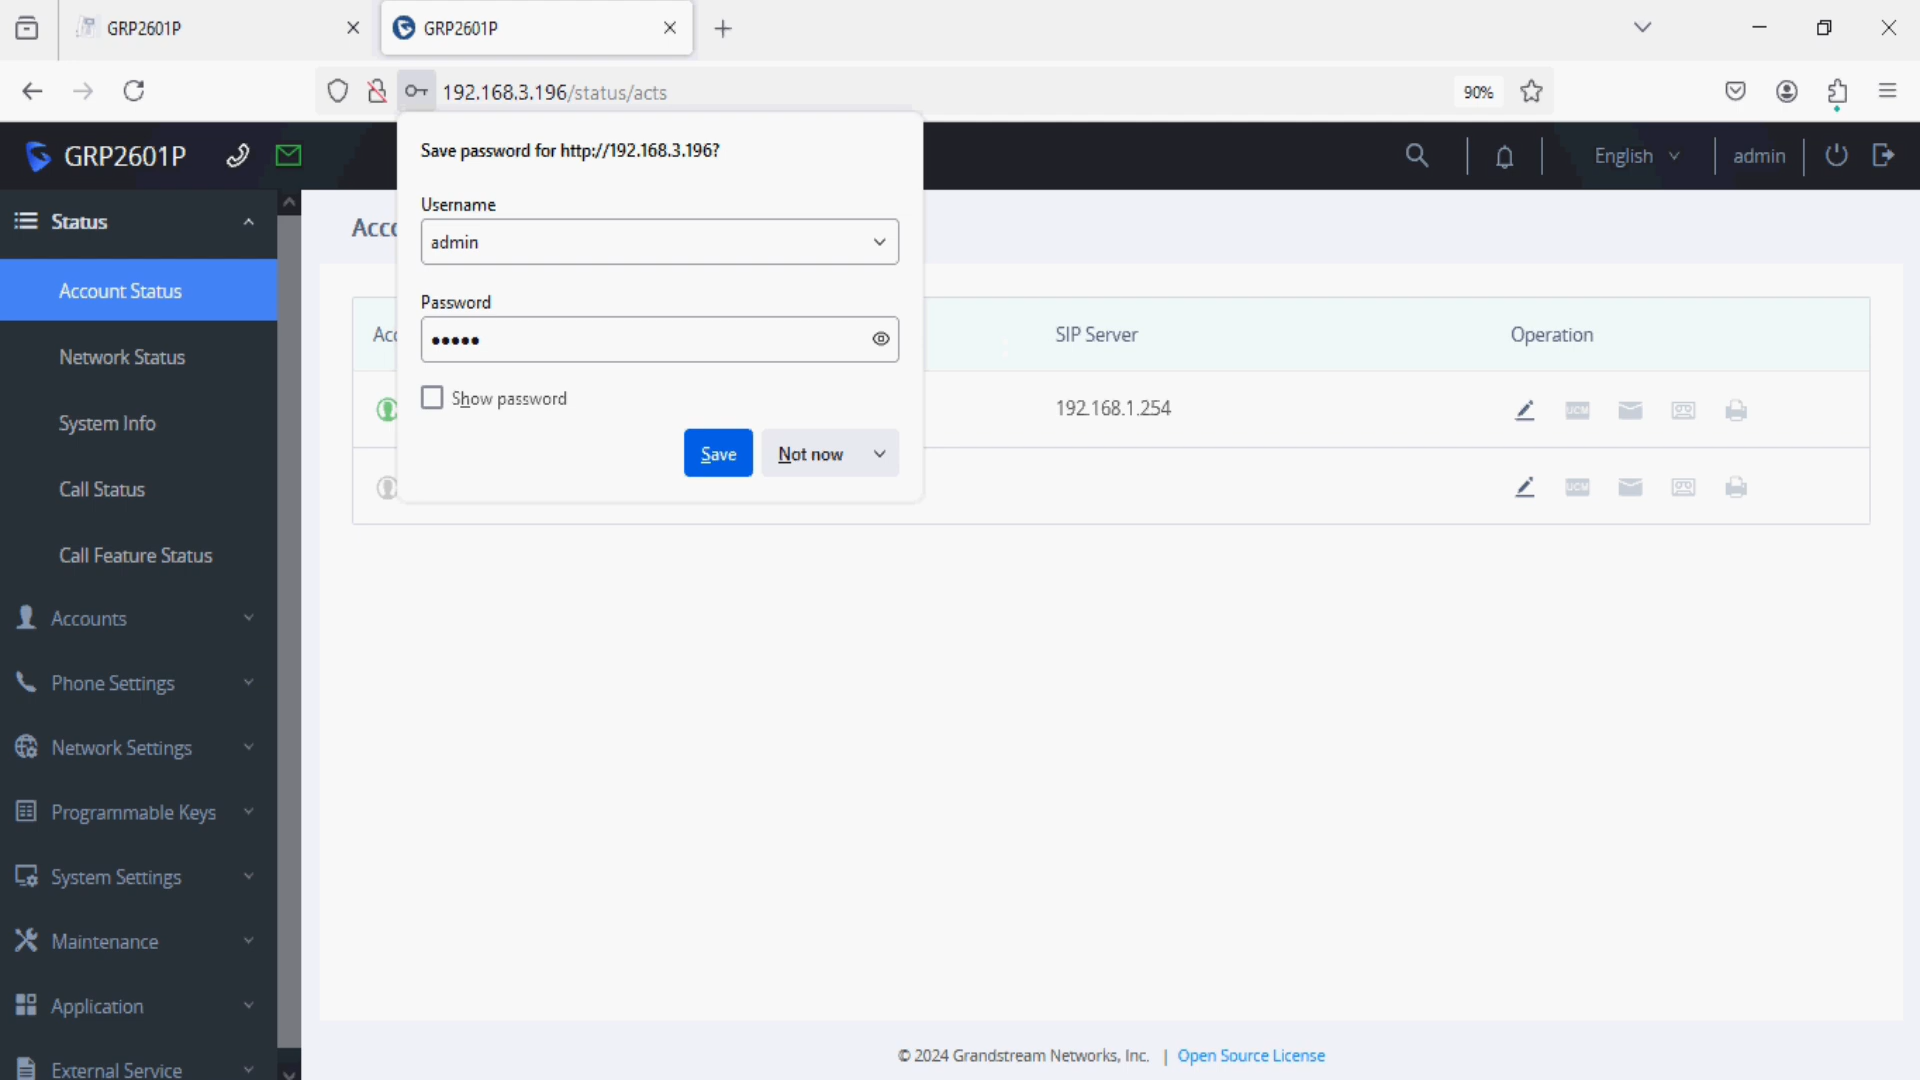 GRP2601P
GRP2601P
192.168.3.196/status/acts
90%
GRP2601P
English
admin
Save password for http://192.168.3.196?
Username
admin
Password
Show password
Save
Not now
Status
Account Status
Network Status
System Info
Call Status
Call Feature Status
Accounts
Phone Settings
Network Settings
Programmable Keys
System Settings
Maintenance
Application
External Service
Acco
Acc
SIP Server
Operation
192.168.1.254
UCM
UCM
© 2024 Grandstream Networks, Inc. | Open Source License